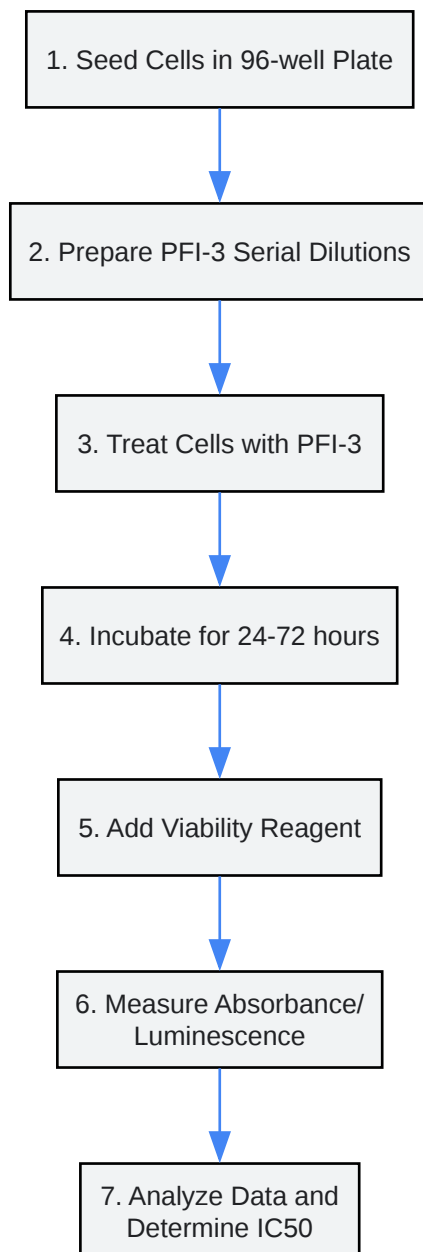 1. Seed Cells in 96-well Plate
2. Prepare PFI-3 Serial Dilutions
3. Treat Cells with PFI-3
4. Incubate for 24-72 hours
5. Add Viability Reagent
6. Measure Absorbance/
Luminescence
7. Analyze Data and
Determine IC50